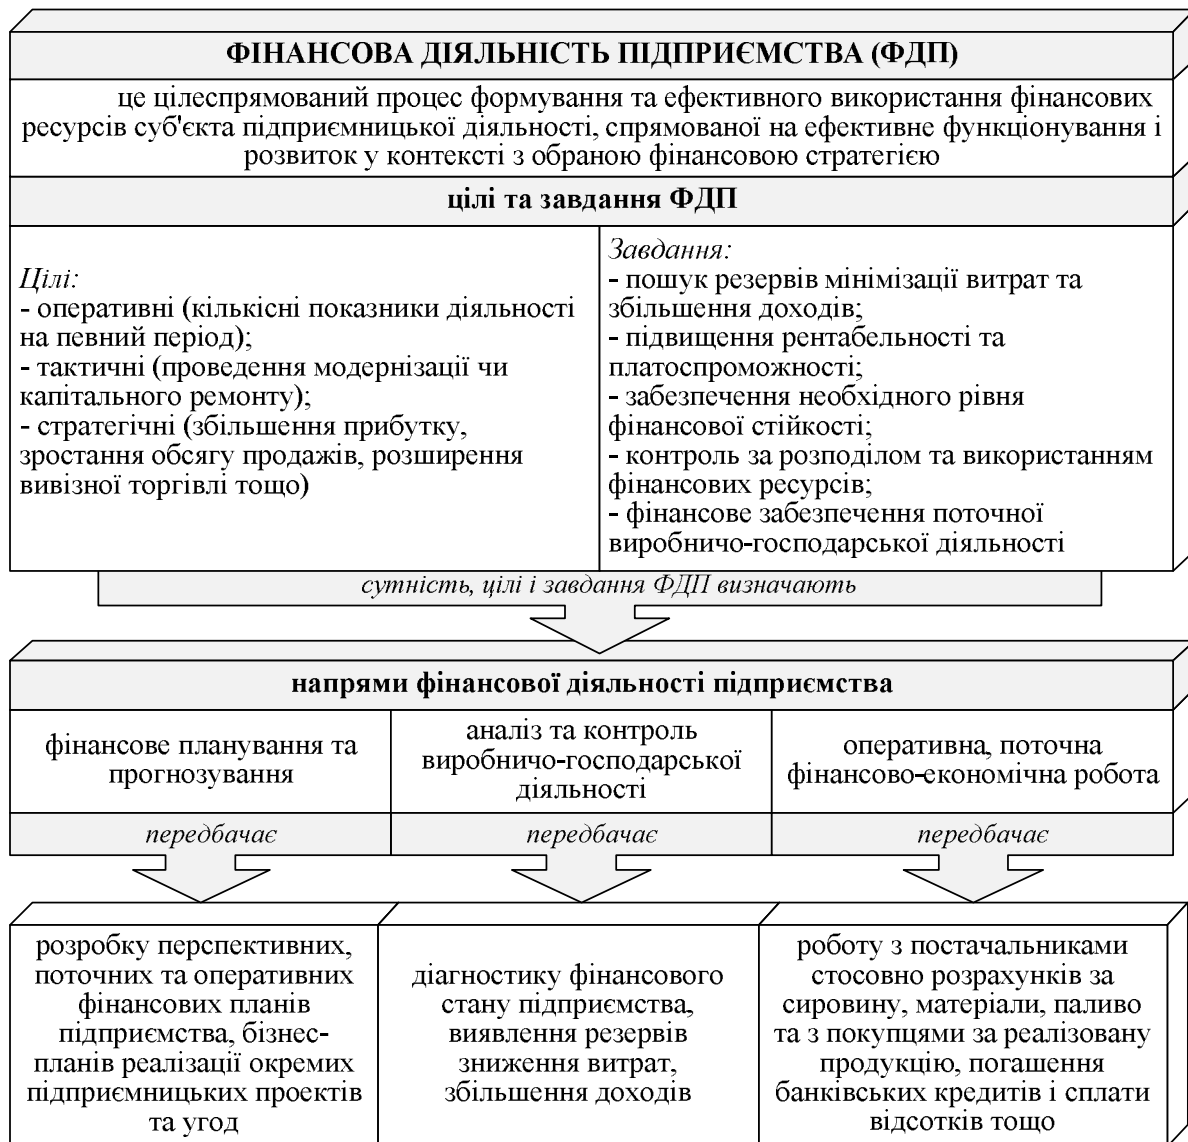 ФІНАНСОВА ДІЯЛЬНІСТЬ ПІДПРИЄМСТВА (ФДП)
це цілеспрямований процес формування та ефективного використання фінансових
ресурсів суб'єкта підприємницької діяльності, спрямованої на ефективне функціонування і
розвиток у контексті з обраною фінансовою стратегією
цілі та завдання ФДП
Цілі:
- оперативні (кількісні показники діяльності
на певний період);
- тактичні (проведення модернізації чи
капітального ремонту);
- стратегічні (збільшення прибутку,
зростання обсягу продажів, розширення
вивізної торгівлі тощо)
Завдання:
- пошук резервів мінімізації витрат та
збільшення доходів;
- підвищення рентабельності та
платоспроможності;
- забезпечення необхідного рівня
фінансової стійкості;
- контроль за розподілом та використанням
фінансових ресурсів;
- фінансове забезпечення поточної
виробничо-господарської діяльності
сутність, цілі і завдання ФДП визначають
напрями фінансової діяльності підприємства
фінансове планування та
прогнозування
аналіз та контроль
виробничо-господарської
діяльності
оперативна, поточна
фінансово-економічна робота
передбачає
передбачає
передбачає
розробку перспективних,
поточних та оперативних
фінансових планів
підприємства, бізнес-
планів реалізації окремих
підприємницьких проектів
та угод
діагностику фінансового
стану підприємства,
виявлення резервів
зниження витрат,
збільшення доходів
роботу з постачальниками
стосовно розрахунків за
сировину, матеріали, паливо
та з покупцями за реалізовану
продукцію, погашення
банківських кредитів і сплати
відсотків тощо